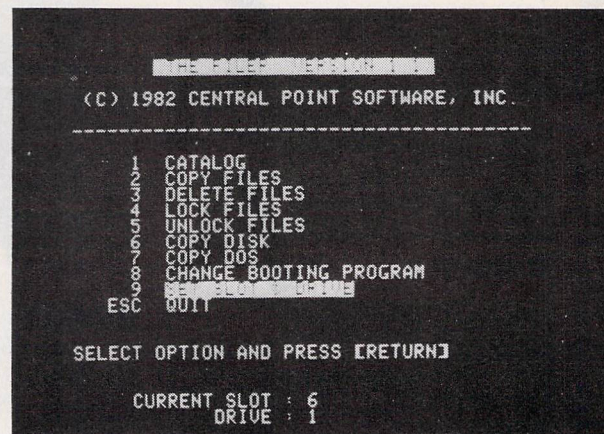 (C) 1982 CENTRAL POINT SOFTWARE, INC.
1 CATALOG
2 COPY FILES
3 DELETE FILES
4 LOCK FILES
5 UNLOCK FILES
6 COPY DISK
7 COPY DOS
8 CHANGE BOOTING PROGRAM
9
ESC QUIT
SELECT OPTION AND PRESS [RETURN]
CURRENT SLOT : 6
DRIVE : 1